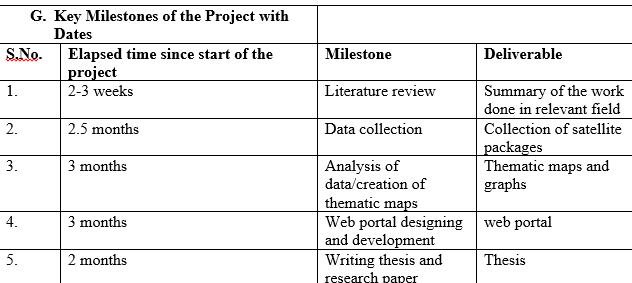 G. Key Milestones of the Project with
Dates
S.No. Elapsed time since start of the Milestone Deliverable
project
1. 2-3 weeks Literature review Summary of the work
done in relevant field
2. 2.5 months Data collection Collection of satellite
packages
3. 3 months Analysis of Thematic maps and
data/creation of graphs
thematic maps
4. 3 months Web portal designing web portal
and development
5. 2 months Writing thesis and Thesis
research paper